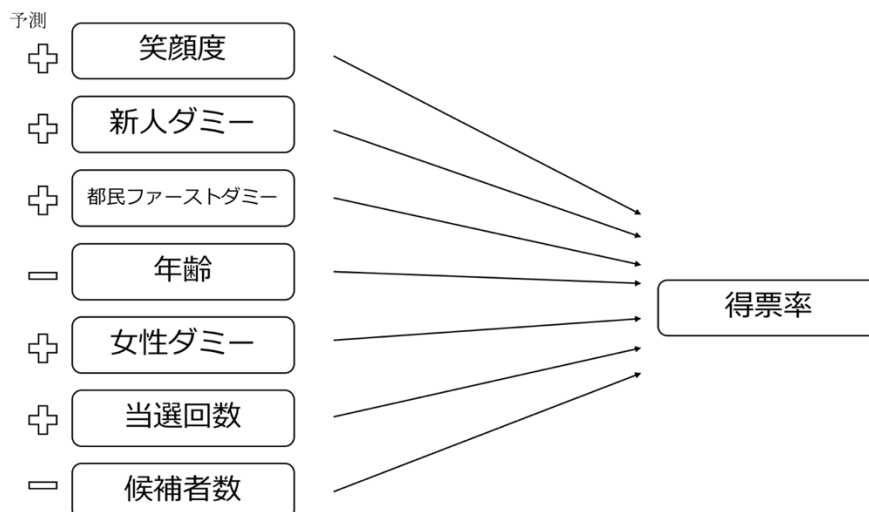 予測
笑顔度
新人ダミー
都民ファーストダミー
年齢
女性ダミー
当選回数
候補者数
得票率